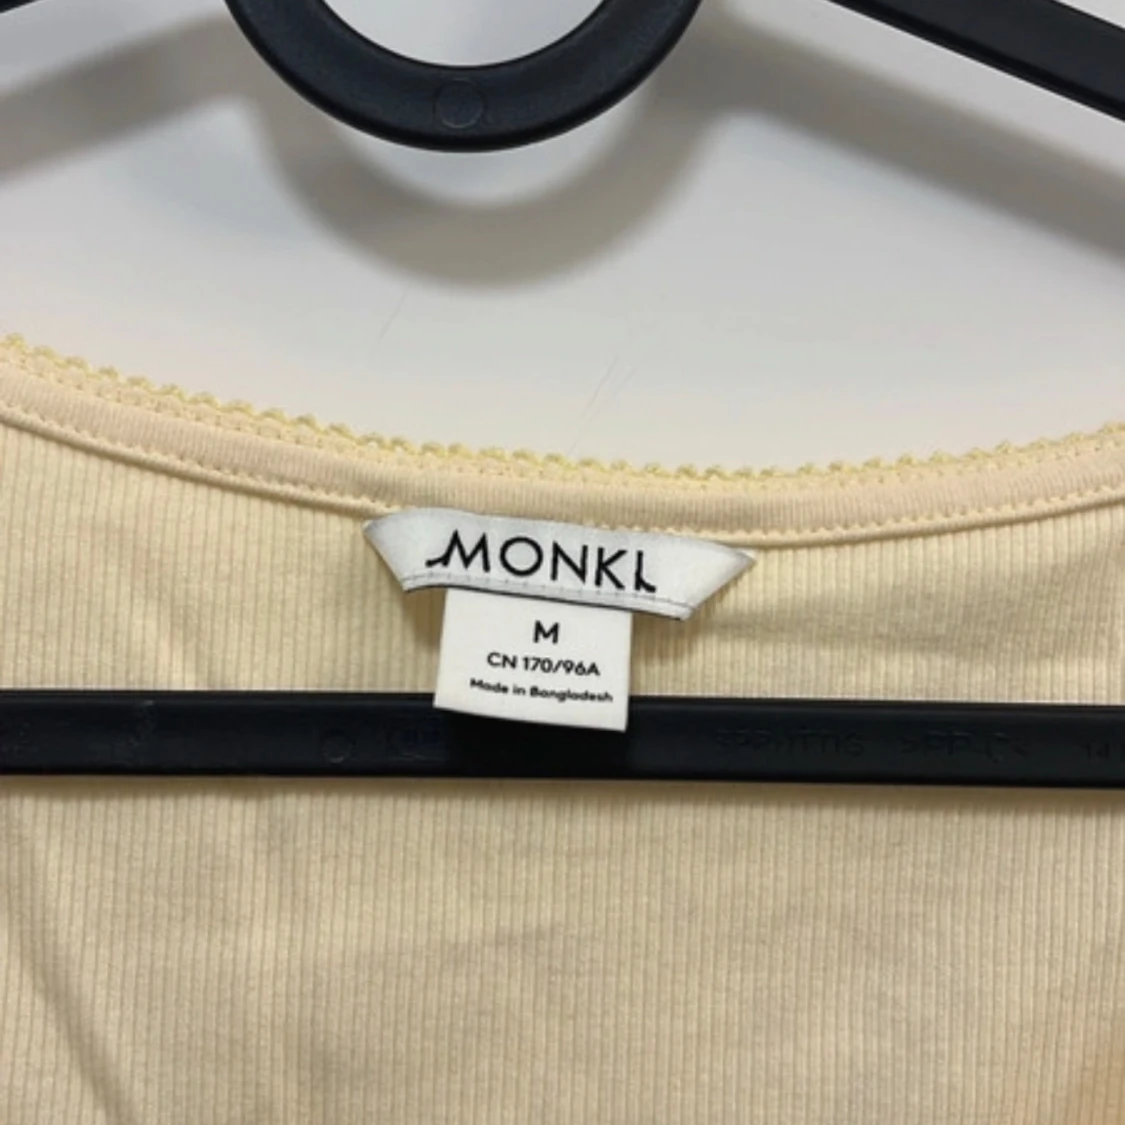 MONKI
M
CN 170/96A
Made in Bangladesh